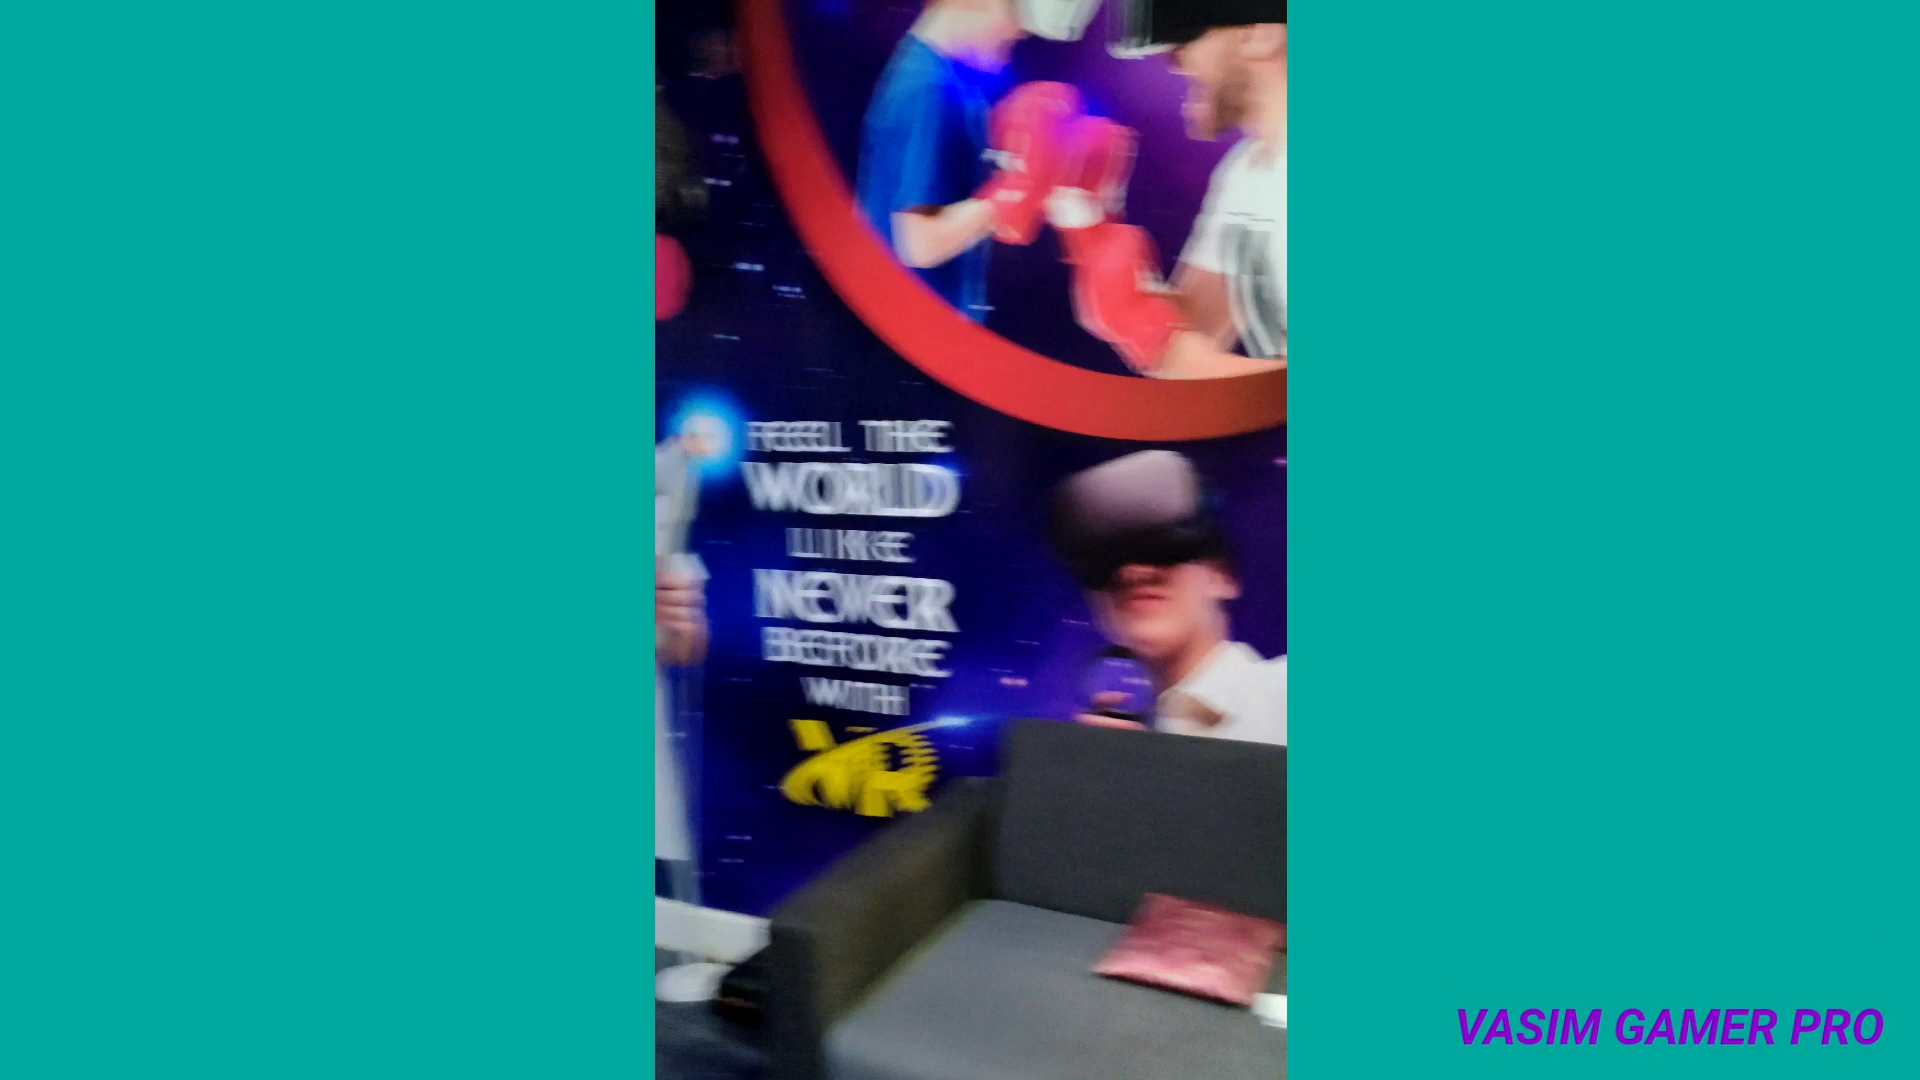 FEEL THE
WORLD
LIKE
NEVER
BEFORE
WITH
VR
VASIM GAMER PRO